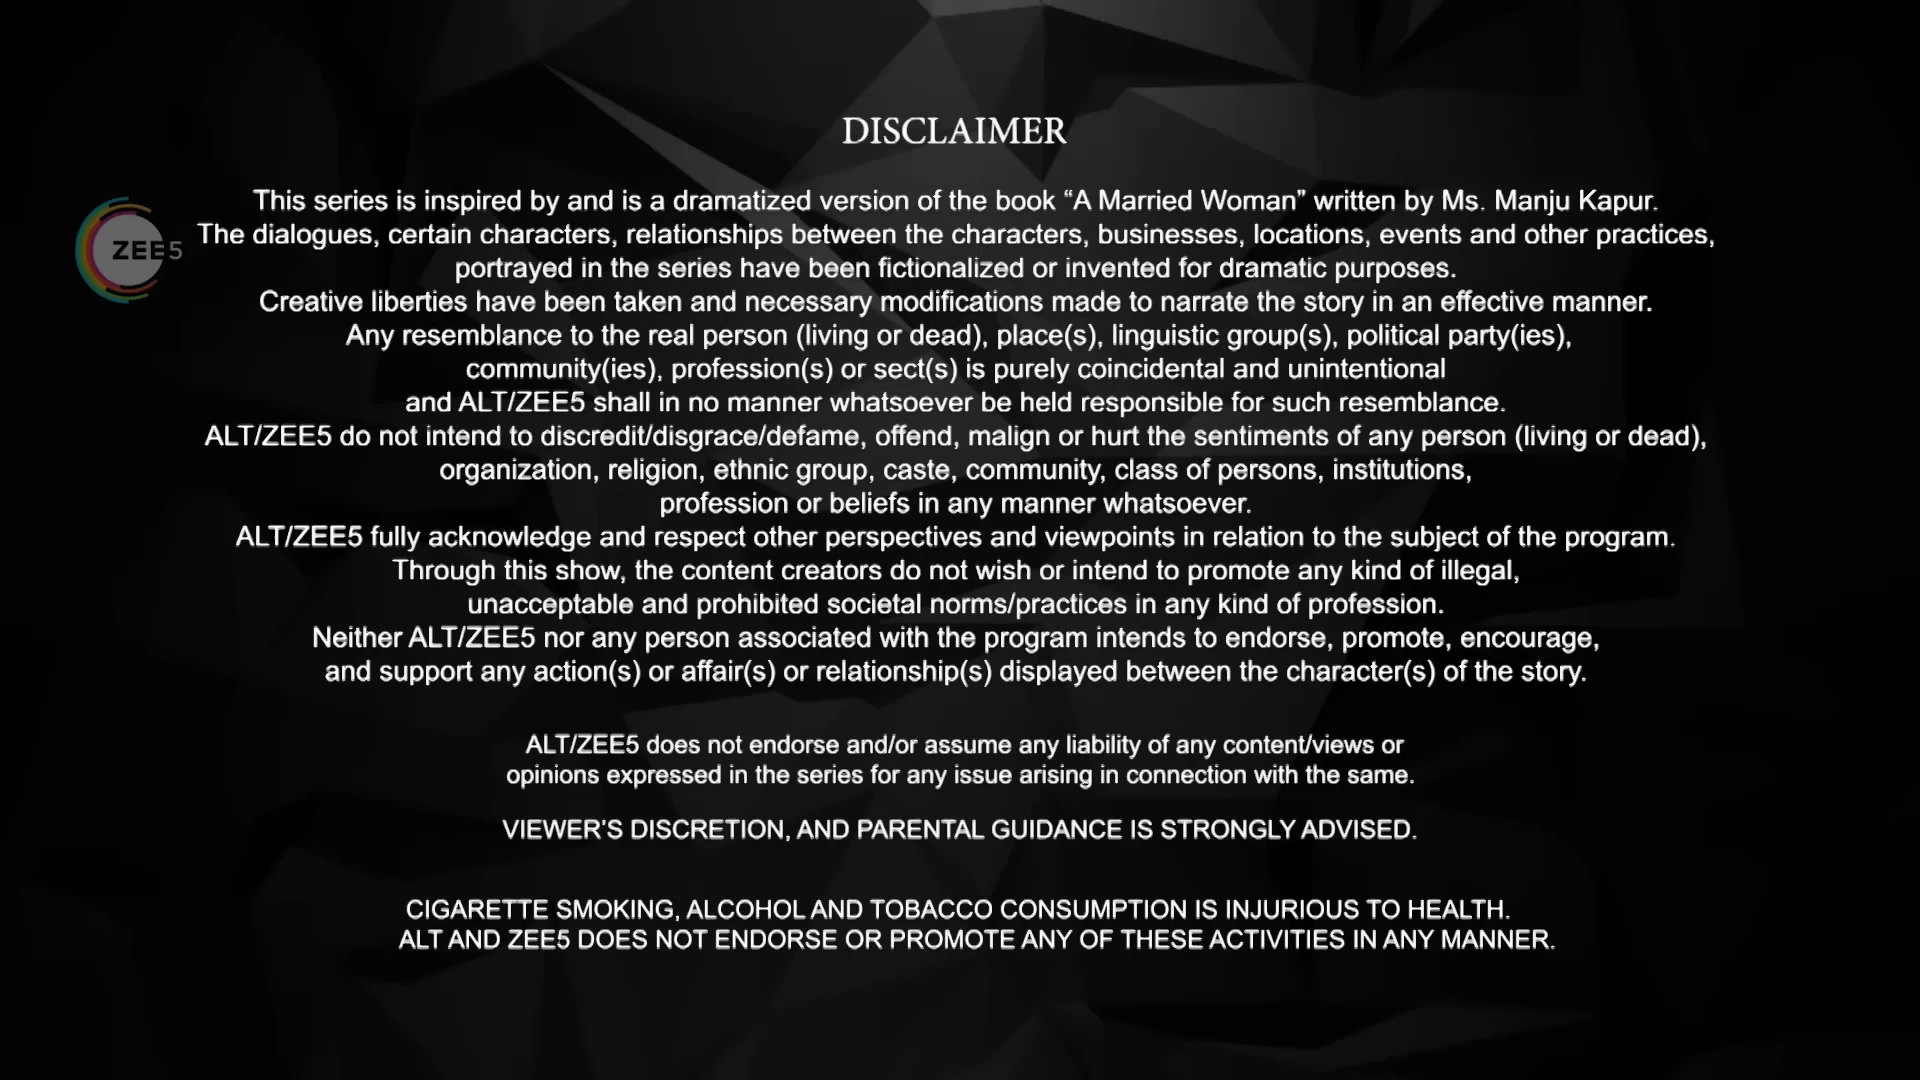 DISCLAIMER
This series is inspired by and is a dramatized version of the book “A Married Woman” written by Ms. Manju Kapur.
ZEE5
The dialogues, certain characters, relationships between the characters, businesses, locations, events and other practices,
portrayed in the series have been fictionalized or invented for dramatic purposes.
Creative liberties have been taken and necessary modifications made to narrate the story in an effective manner.
Any resemblance to the real person (living or dead), place(s), linguistic group(s), political party(ies),
community(ies), profession(s) or sect(s) is purely coincidental and unintentional
and ALT/ZEE5 shall in no manner whatsoever be held responsible for such resemblance.
ALT/ZEE5 do not intend to discredit/disgrace/defame, offend, malign or hurt the sentiments of any person (living or dead),
organization, religion, ethnic group, caste, community, class of persons, institutions,
profession or beliefs in any manner whatsoever.
ALT/ZEE5 fully acknowledge and respect other perspectives and viewpoints in relation to the subject of the program.
Through this show, the content creators do not wish or intend to promote any kind of illegal,
unacceptable and prohibited societal norms/practices in any kind of profession.
Neither ALT/ZEE5 nor any person associated with the program intends to endorse, promote, encourage,
and support any action(s) or affair(s) or relationship(s) displayed between the character(s) of the story.
ALT/ZEE5 does not endorse and/or assume any liability of any content/views or
opinions expressed in the series for any issue arising in connection with the same.
VIEWER’S DISCRETION, AND PARENTAL GUIDANCE IS STRONGLY ADVISED.
CIGARETTE SMOKING, ALCOHOL AND TOBACCO CONSUMPTION IS INJURIOUS TO HEALTH.
ALT AND ZEE5 DOES NOT ENDORSE OR PROMOTE ANY OF THESE ACTIVITIES IN ANY MANNER.